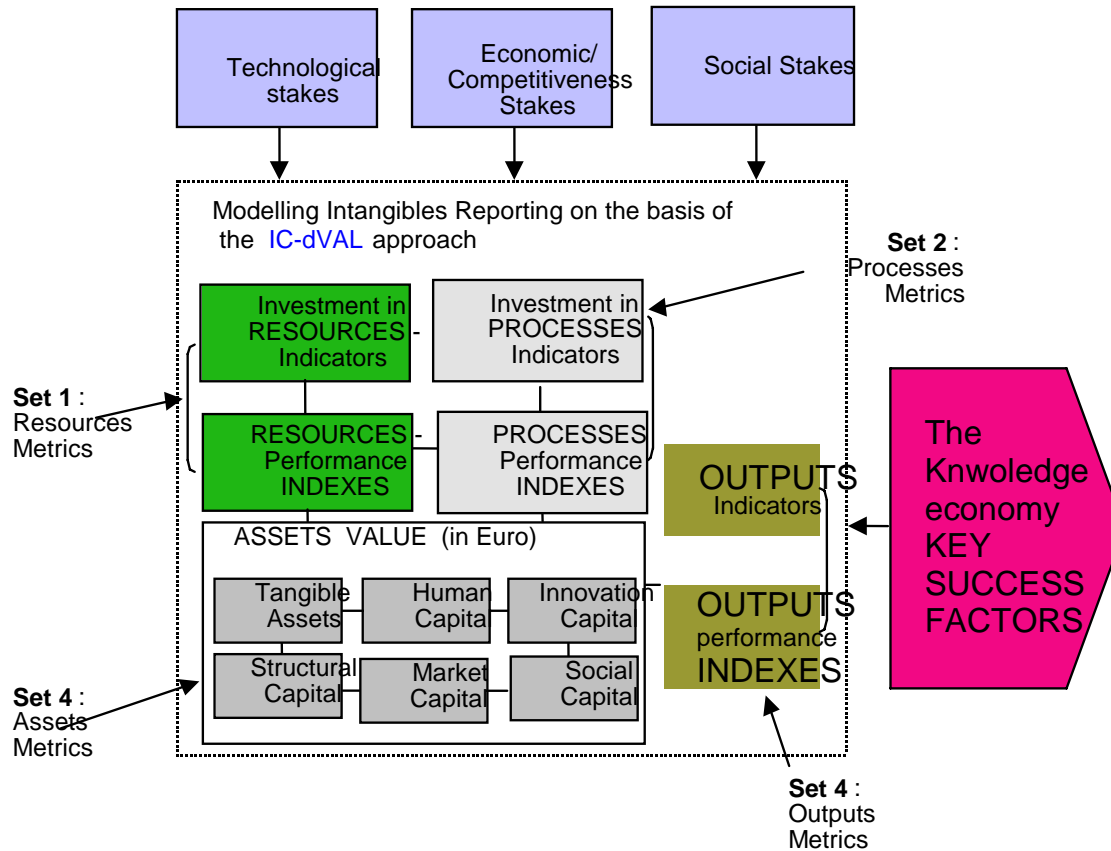 Technological
stakes
Economic/
Competitiveness
Stakes
Social Stakes
Modelling Intangibles Reporting on the basis of
the IC-dVAL approach
Set 2 :
Processes
Metrics
Investment in
RESOURCES -
Indicators
Investment in
PROCESSES
Indicators
Set 1 :
Resources
Metrics
RESOURCES -
Performance
INDEXES
PROCESSES
Performance
INDEXES
OUTPUTS
Indicators
The
Knwoledge
economy
KEY
SUCCESS
FACTORS
ASSETS VALUE (in Euro)
Tangible
Assets
Human
Capital
Innovation
Capital
OUTPUTS
performance
INDEXES
Structural
Capital
Market
Capital
Social
Capital
Set 4 :
Assets
Metrics
Set 4 :
Outputs
Metrics